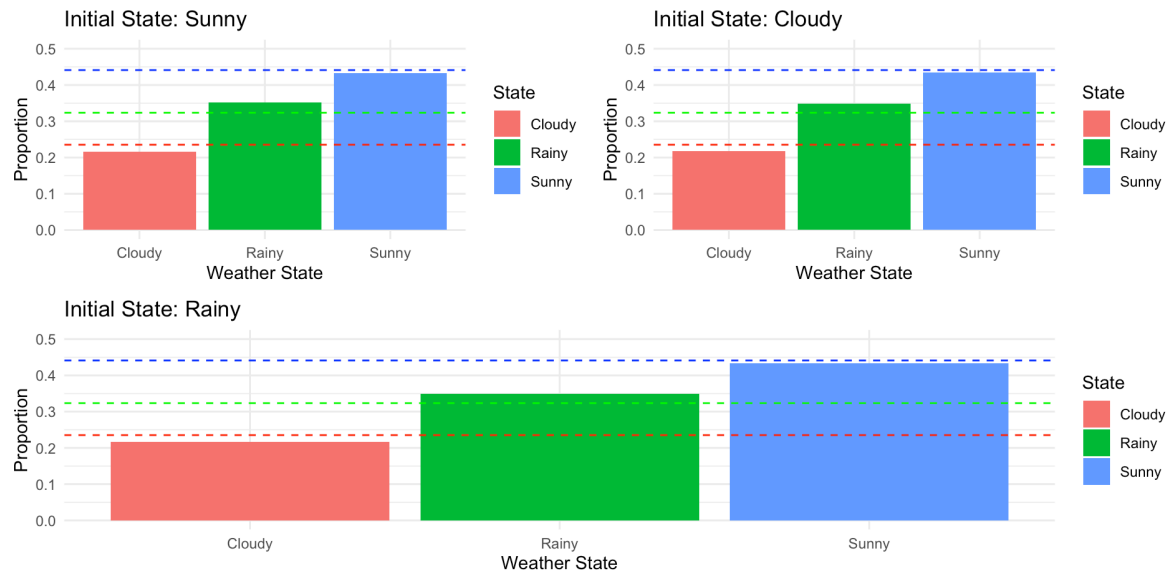 Initial State: Sunny
0.5
0.4
0.3
0.2
0.1
0.0
Proportion
Cloudy
Rainy
Sunny
Weather State
State
Cloudy
Rainy
Sunny
Initial State: Cloudy
0.5
0.4
0.3
0.2
0.1
0.0
Proportion
Cloudy
Rainy
Sunny
Weather State
State
Cloudy
Rainy
Sunny
Initial State: Rainy
0.5
0.4
0.3
0.2
0.1
0.0
Proportion
Cloudy
Rainy
Sunny
Weather State
State
Cloudy
Rainy
Sunny